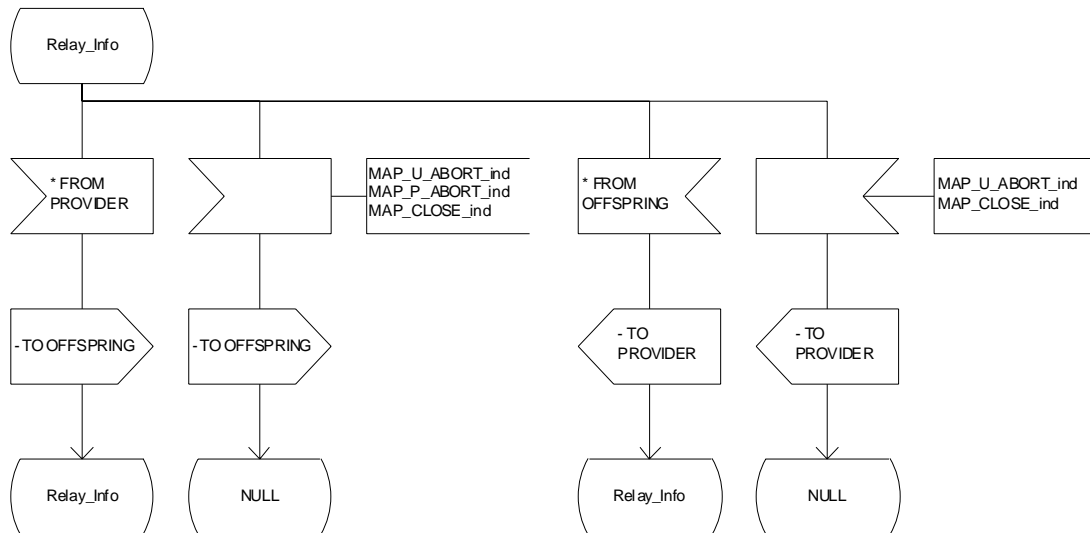 Relay_Info
* FROM
PROVIDER
MAP_U_ABORT_ind
MAP_P_ABORT_ind
MAP_CLOSE_ind
* FROM
OFFSPRING
MAP_U_ABORT_ind
MAP_CLOSE_ind
- TO OFFSPRING
- TO OFFSPRING
- TO
PROVIDER
- TO
PROVIDER
Relay_Info
NULL
Relay_Info
NULL